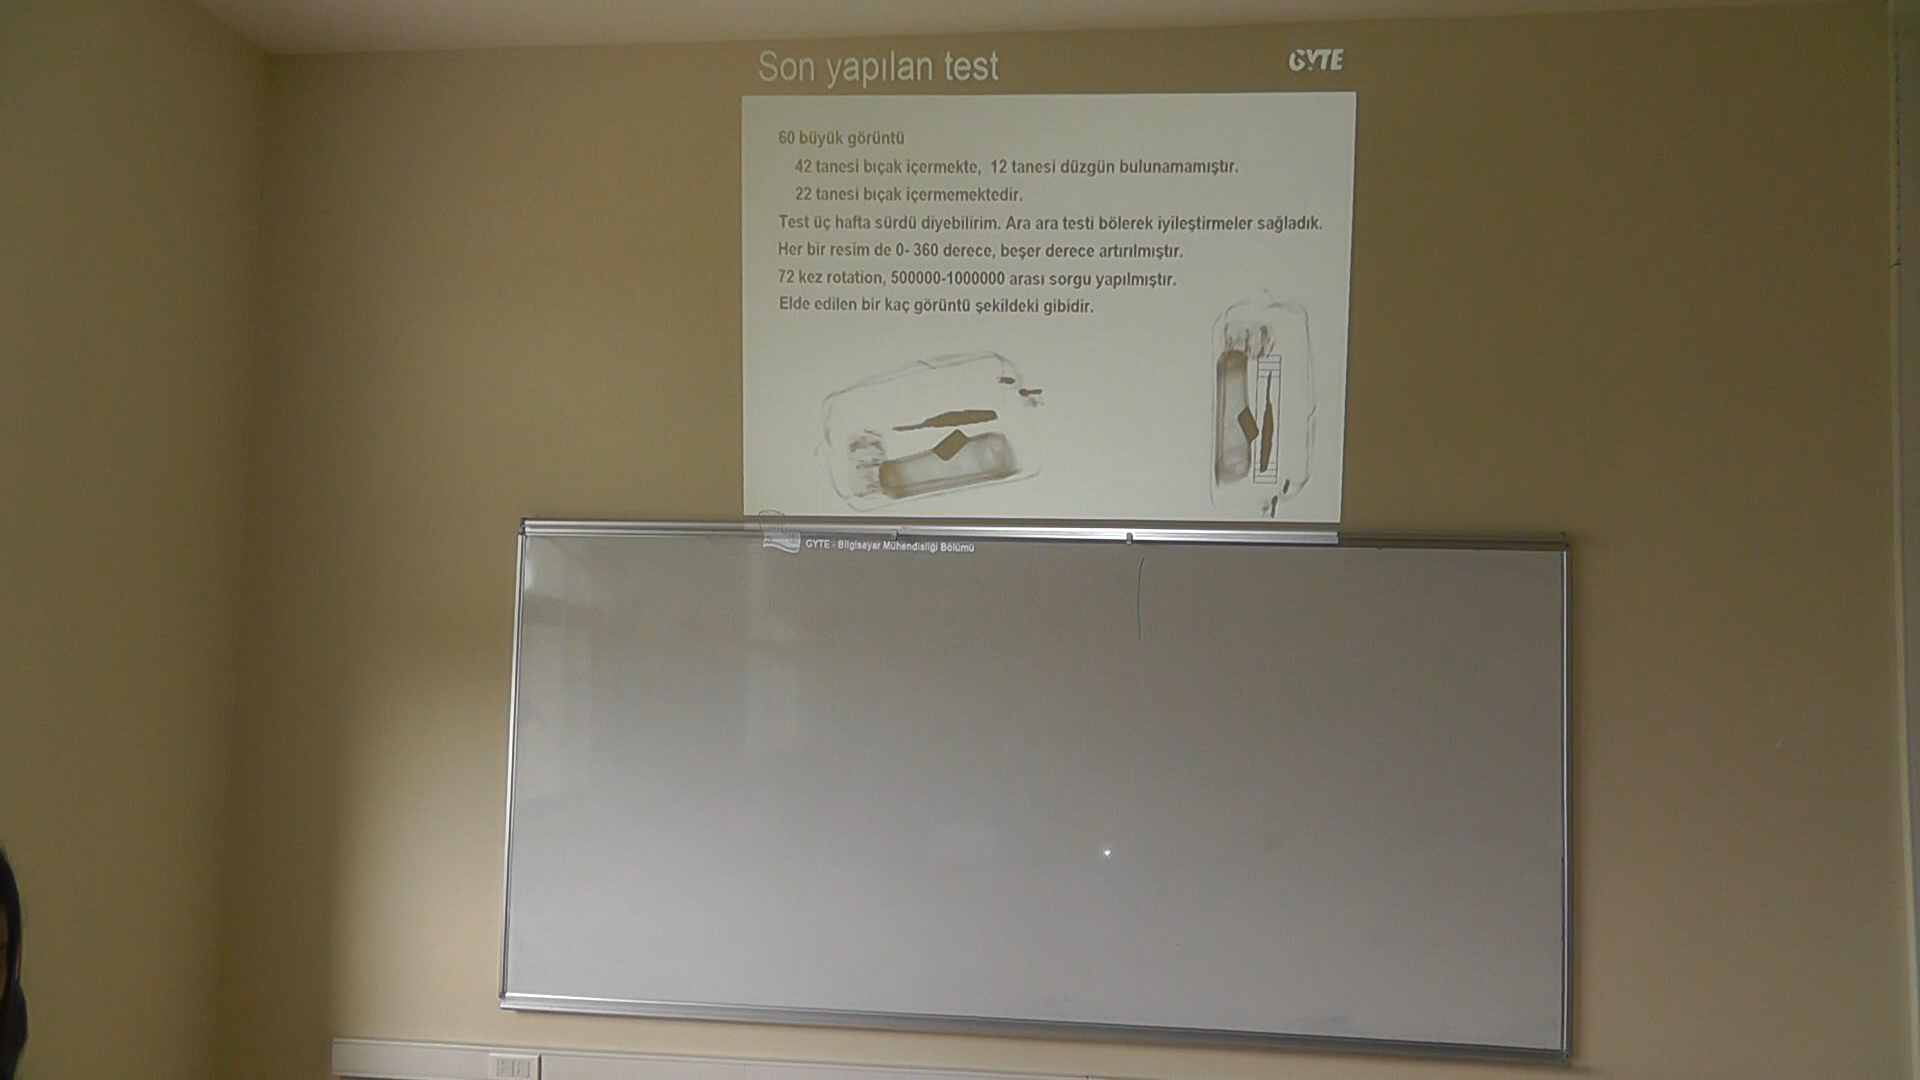 Son yapılan test
GYTE
60 büyük görüntü
42 tanesi bıçak içermekte, 12 tanesi düzgün bulunamamıştır.
22 tanesi bıçak içermemektedir.
Test üç hafta sürdü diyebilirim. Ara ara testi bölerek iyileştirmeler sağladık.
Her bir resim de 0- 360 derece, beşer derece artırılmıştır.
72 kez rotation, 500000-1000000 arası sorgu yapılmıştır.
Elde edilen bir kaç görüntü şekildeki gibidir.
GYTE - Bilgisayar Mühendisliği Bölümü